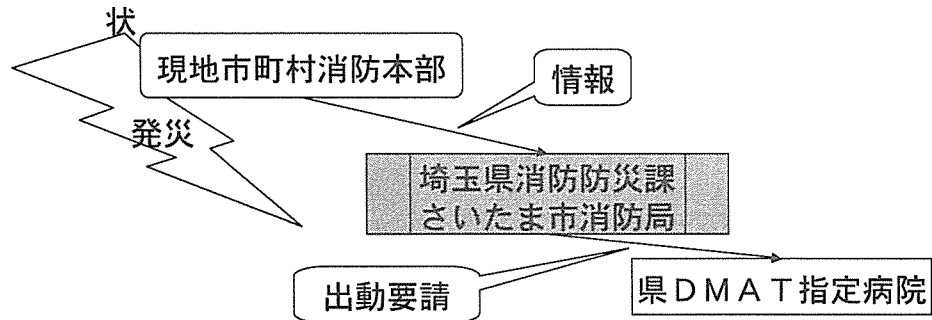 状
現地市町村消防本部
情報
発災
埼玉県消防防災課
さいたま市消防局
出動要請
県ＤＭＡＴ指定病院